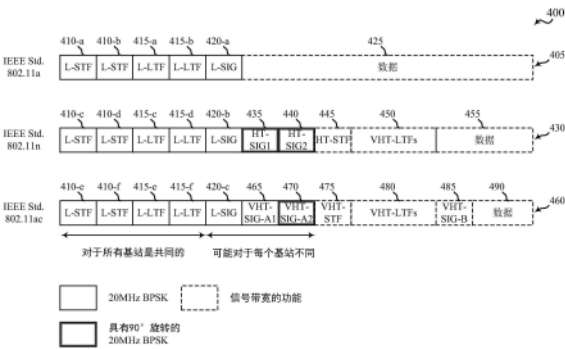 400
410-a 410-b 415-a 415-b 420-a 425
IEEE Std. 802.11a
L-STF L-STF L-LTF L-LTF L-SIG 数据 405
410-c 410-d 415-c 415-d 420-b 435 440 445 450 455
IEEE Std. 802.11n
L-STF L-STF L-LTF L-LTF L-SIG HT-SIG1 HT-SIG2 HT-STF VHT-LTFs 数据 430
410-e 410-f 415-e 415-f 420-c 465 470 475 480 485 490
IEEE Std. 802.11ac
L-STF L-STF L-LTF L-LTF L-SIG VHT-SIG-A1 VHT-SIG-A2 VHT-STF VHT-LTFs VHT-SIG-B 数据 460
对于所有基站是共同的 可能对于每个基站不同
20MHz BPSK 信号带宽的功能
具有90°旋转的
20MHz BPSK